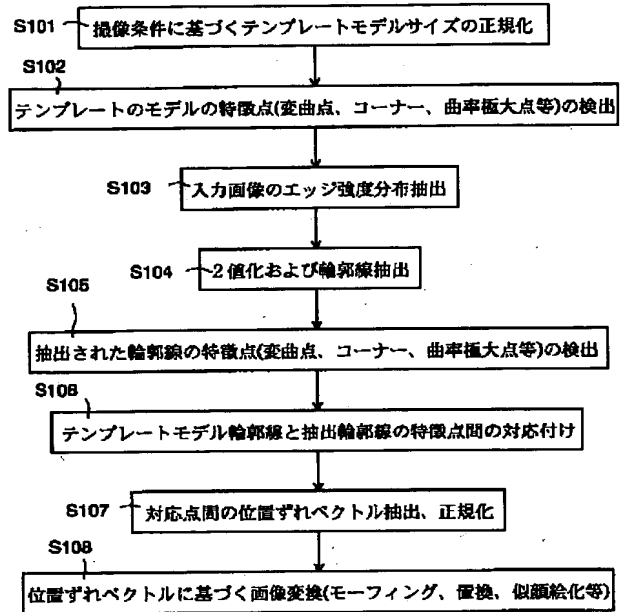 S101
撮像条件に基づくテンプレートモデルサイズの正規化
S102
テンプレートのモデルの特徴点(変曲点、コーナー、曲率極大点等)の検出
S103
入力画像のエッジ強度分布抽出
S104
2値化および輪郭線抽出
S105
抽出された輪郭線の特徴点(変曲点、コーナー、曲率極大点等)の検出
S106
テンプレートモデル輪郭線と抽出輪郭線の特徴点間の対応付け
S107
対応点間の位置ずれベクトル抽出、正規化
S108
位置ずれベクトルに基づく画像変換(モーフィング、置換、似顔絵化等)